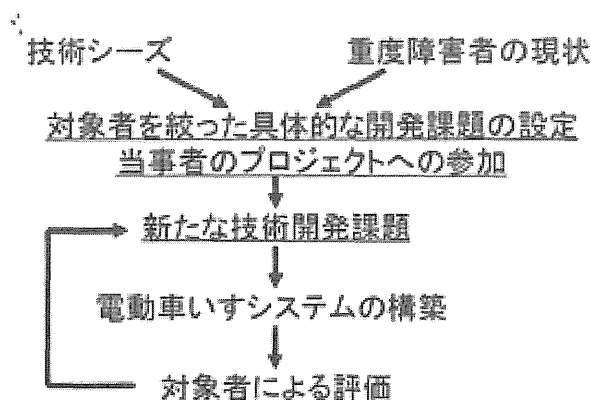 技術シーズ
重度障害者の現状
対象者を絞った具体的な開発課題の設定
当事者のプロジェクトへの参加
新たな技術開発課題
電動車いすシステムの構築
対象者による評価